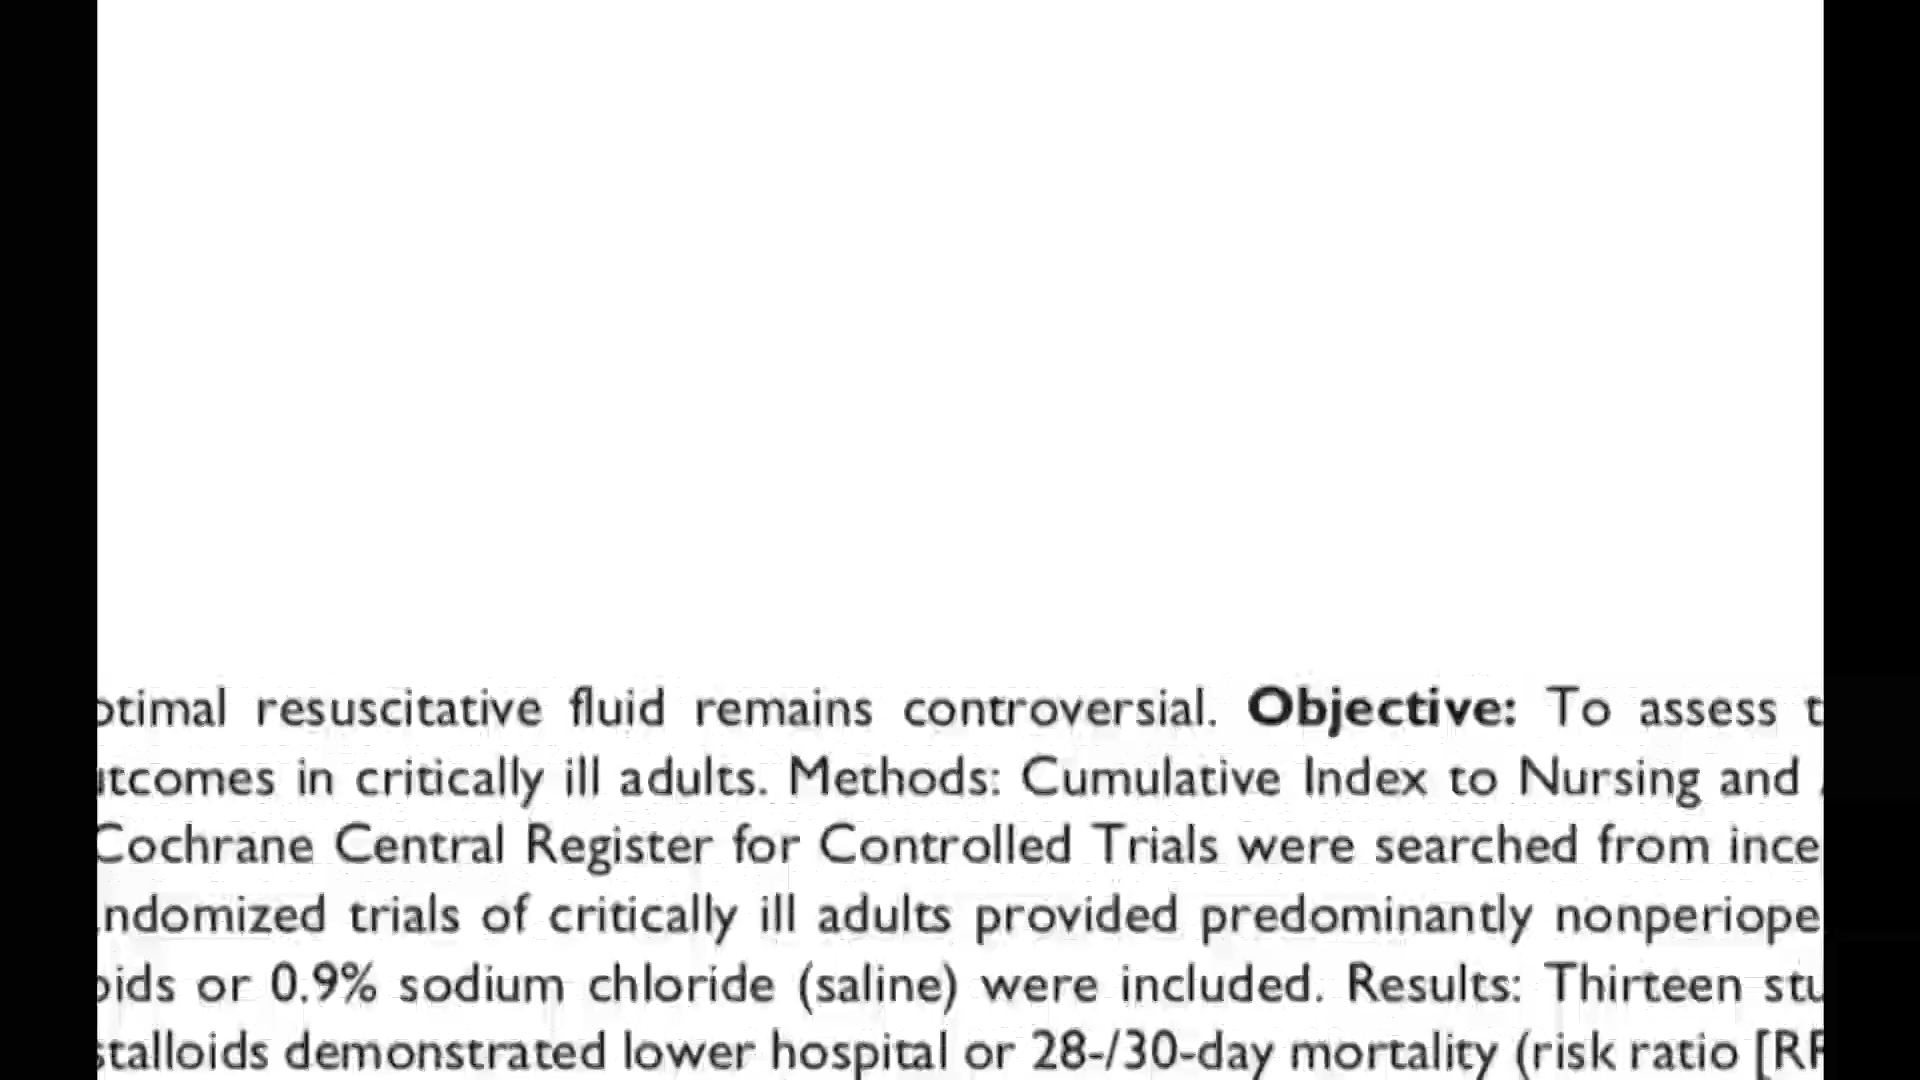 otimal resuscitative fluid remains controversial. Objective: To assess t
utcomes in critically ill adults. Methods: Cumulative Index to Nursing and
Cochrane Central Register for Controlled Trials were searched from ince
ndomized trials of critically ill adults provided predominantly nonperiope
oids or 0.9% sodium chloride (saline) were included. Results: Thirteen stu
stalloids demonstrated lower hospital or 28-/30-day mortality (risk ratio [RR